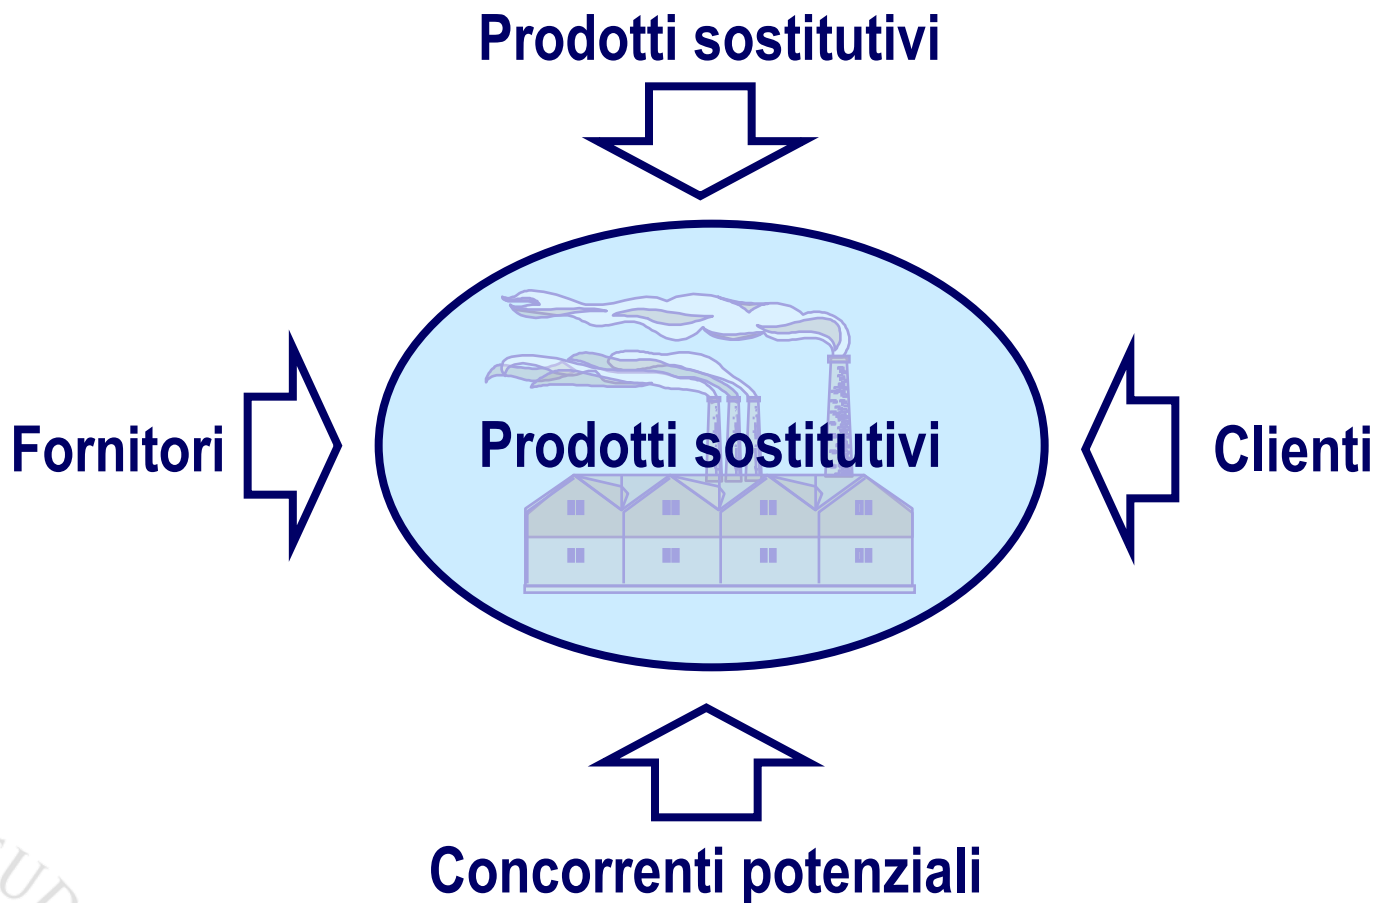 Prodotti sostitutivi
Prodotti sostitutivi
Fornitori
Clienti
Concorrenti potenziali